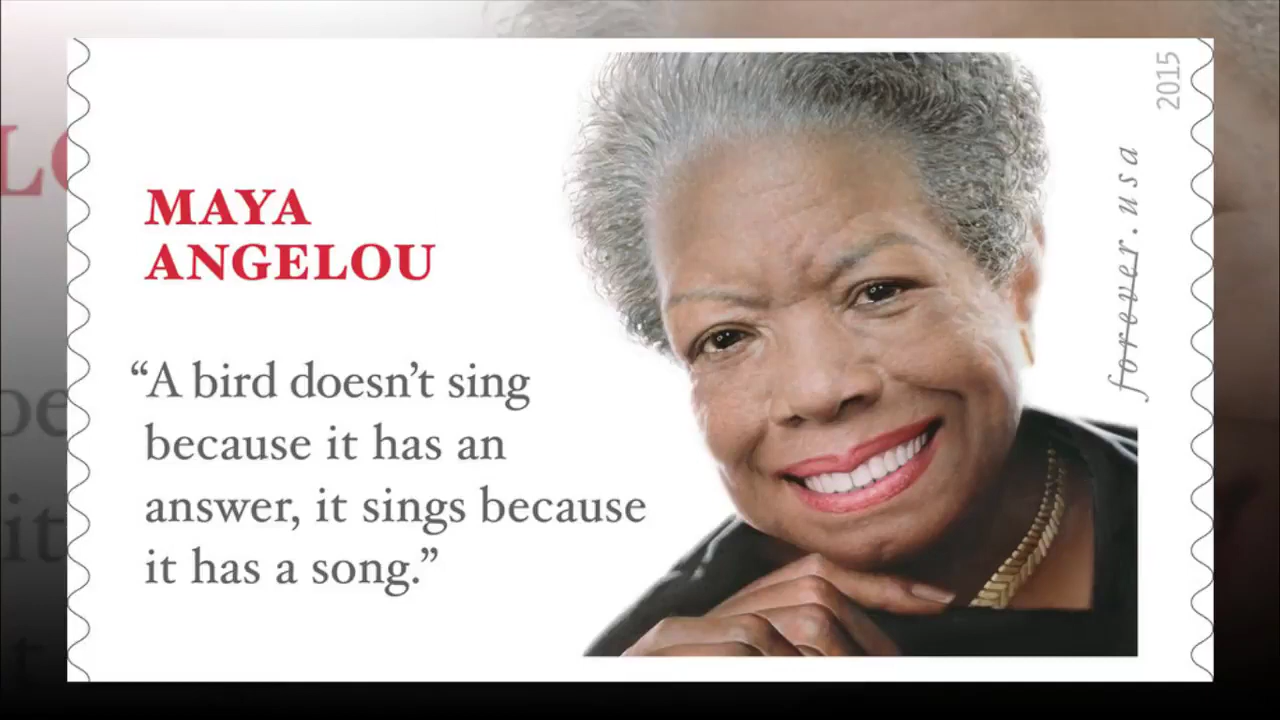 MAYA
ANGELOU
“A bird doesn’t sing
because it has an
answer, it sings because
it has a song.”
2015
forever.usa